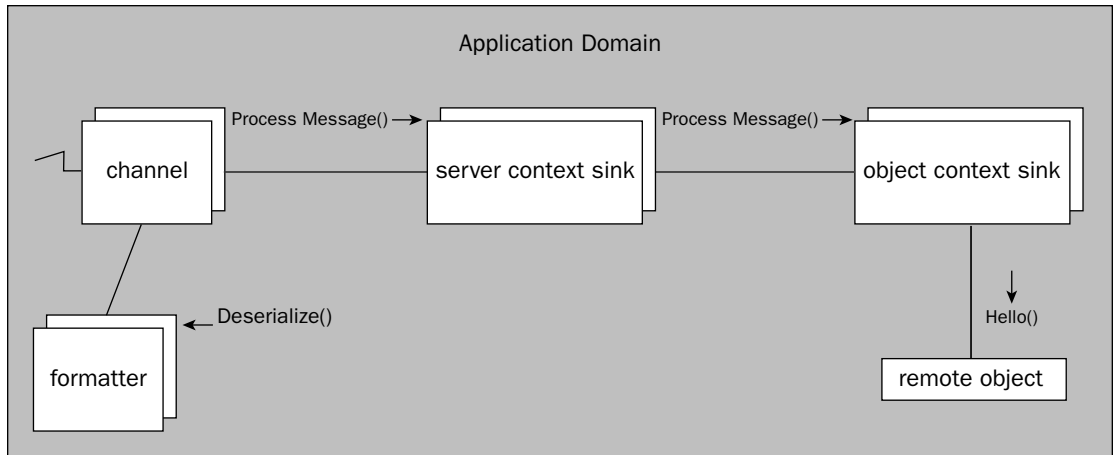 Application Domain
Process Message()
Process Message()
channel
server context sink
object context sink
Deserialize()
Hello()
formatter
remote object